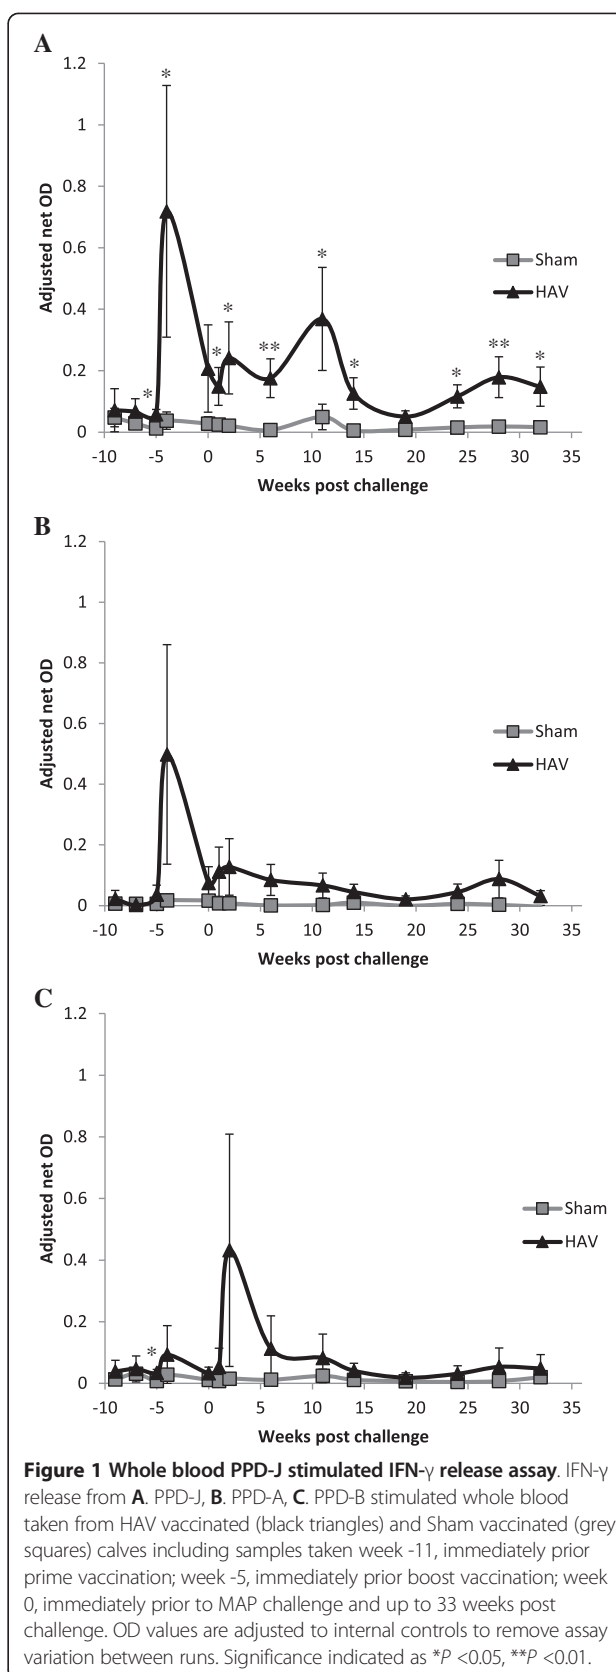 A
1.2
*
1
0.8
Adjusted net OD
0.6
*
Sham
0.4
*
HAV
*
**
*
0.2
*
*
**
*
0
-10 -5 0 5 10 15 20 25 30 35
Weeks post challenge
B
1.2
1
0.8
Adjusted net OD
Sham
0.6
HAV
0.4
0.2
0
-10 -5 0 5 10 15 20 25 30 35
Weeks post challenge
C
1.2
1
0.8
Adjusted net OD
0.6
Sham
HAV
0.4
0.2
*
0
-10 -5 0 5 10 15 20 25 30 35
Weeks post challenge
Figure 1 Whole blood PPD-J stimulated IFN-γ release assay. IFN-γ
release from A. PPD-J, B. PPD-A, C. PPD-B stimulated whole blood
taken from HAV vaccinated (black triangles) and Sham vaccinated (grey
squares) calves including samples taken week -11, immediately prior
prime vaccination; week -5, immediately prior boost vaccination; week
0, immediately prior to MAP challenge and up to 33 weeks post
challenge. OD values are adjusted to internal controls to remove assay
variation between runs. Significance indicated as *P <0.05, **P <0.01.